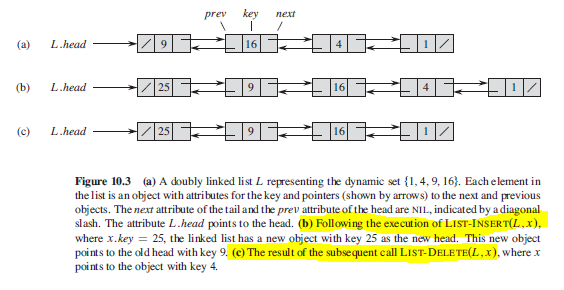 prev key next
(a) L.head / 9 16 4 1 /
(b) L.head / 25 9 16 4 1 /
(c) L.head / 25 9 16 1 /
Figure 10.3 (a) A doubly linked list L representing the dynamic set {1, 4, 9, 16}. Each element in
the list is an object with attributes for the key and pointers (shown by arrows) to the next and previous
objects. The next attribute of the tail and the prev attribute of the head are NIL, indicated by a diagonal
slash. The attribute L.head points to the head. (b) Following the execution of LIST-INSERT(L, x),
where x.key = 25, the linked list has a new object with key 25 as the new head. This new object
points to the old head with key 9. (c) The result of the subsequent call LIST-DELETE(L, x), where x
points to the object with key 4.